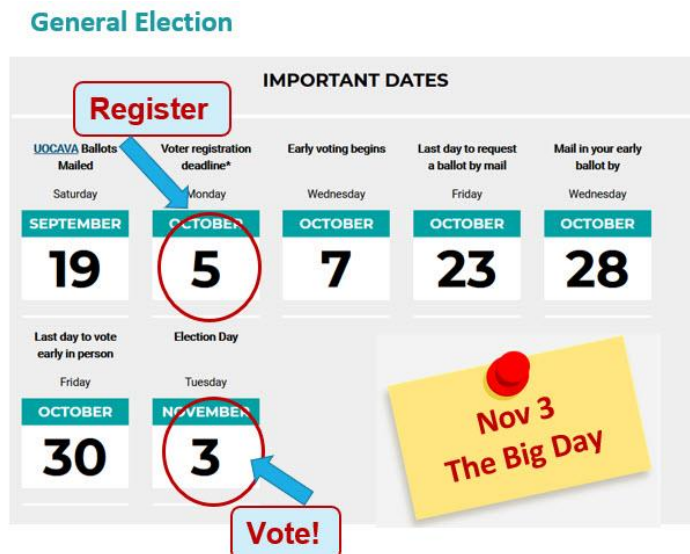 General Election
IMPORTANT DATES
Register
UOCAVA Ballots
Mailed
Saturday
SEPTEMBER
19
Voter registration
deadline*
Monday
OCTOBER
5
Early voting begins
Wednesday
OCTOBER
7
Last day to request
a ballot by mail
Friday
OCTOBER
23
Mail in your early
ballot by
Wednesday
OCTOBER
28
Last day to vote
early in person
Friday
OCTOBER
30
Election Day
Tuesday
NOVEMBER
3
Nov 3
The Big Day
Vote!